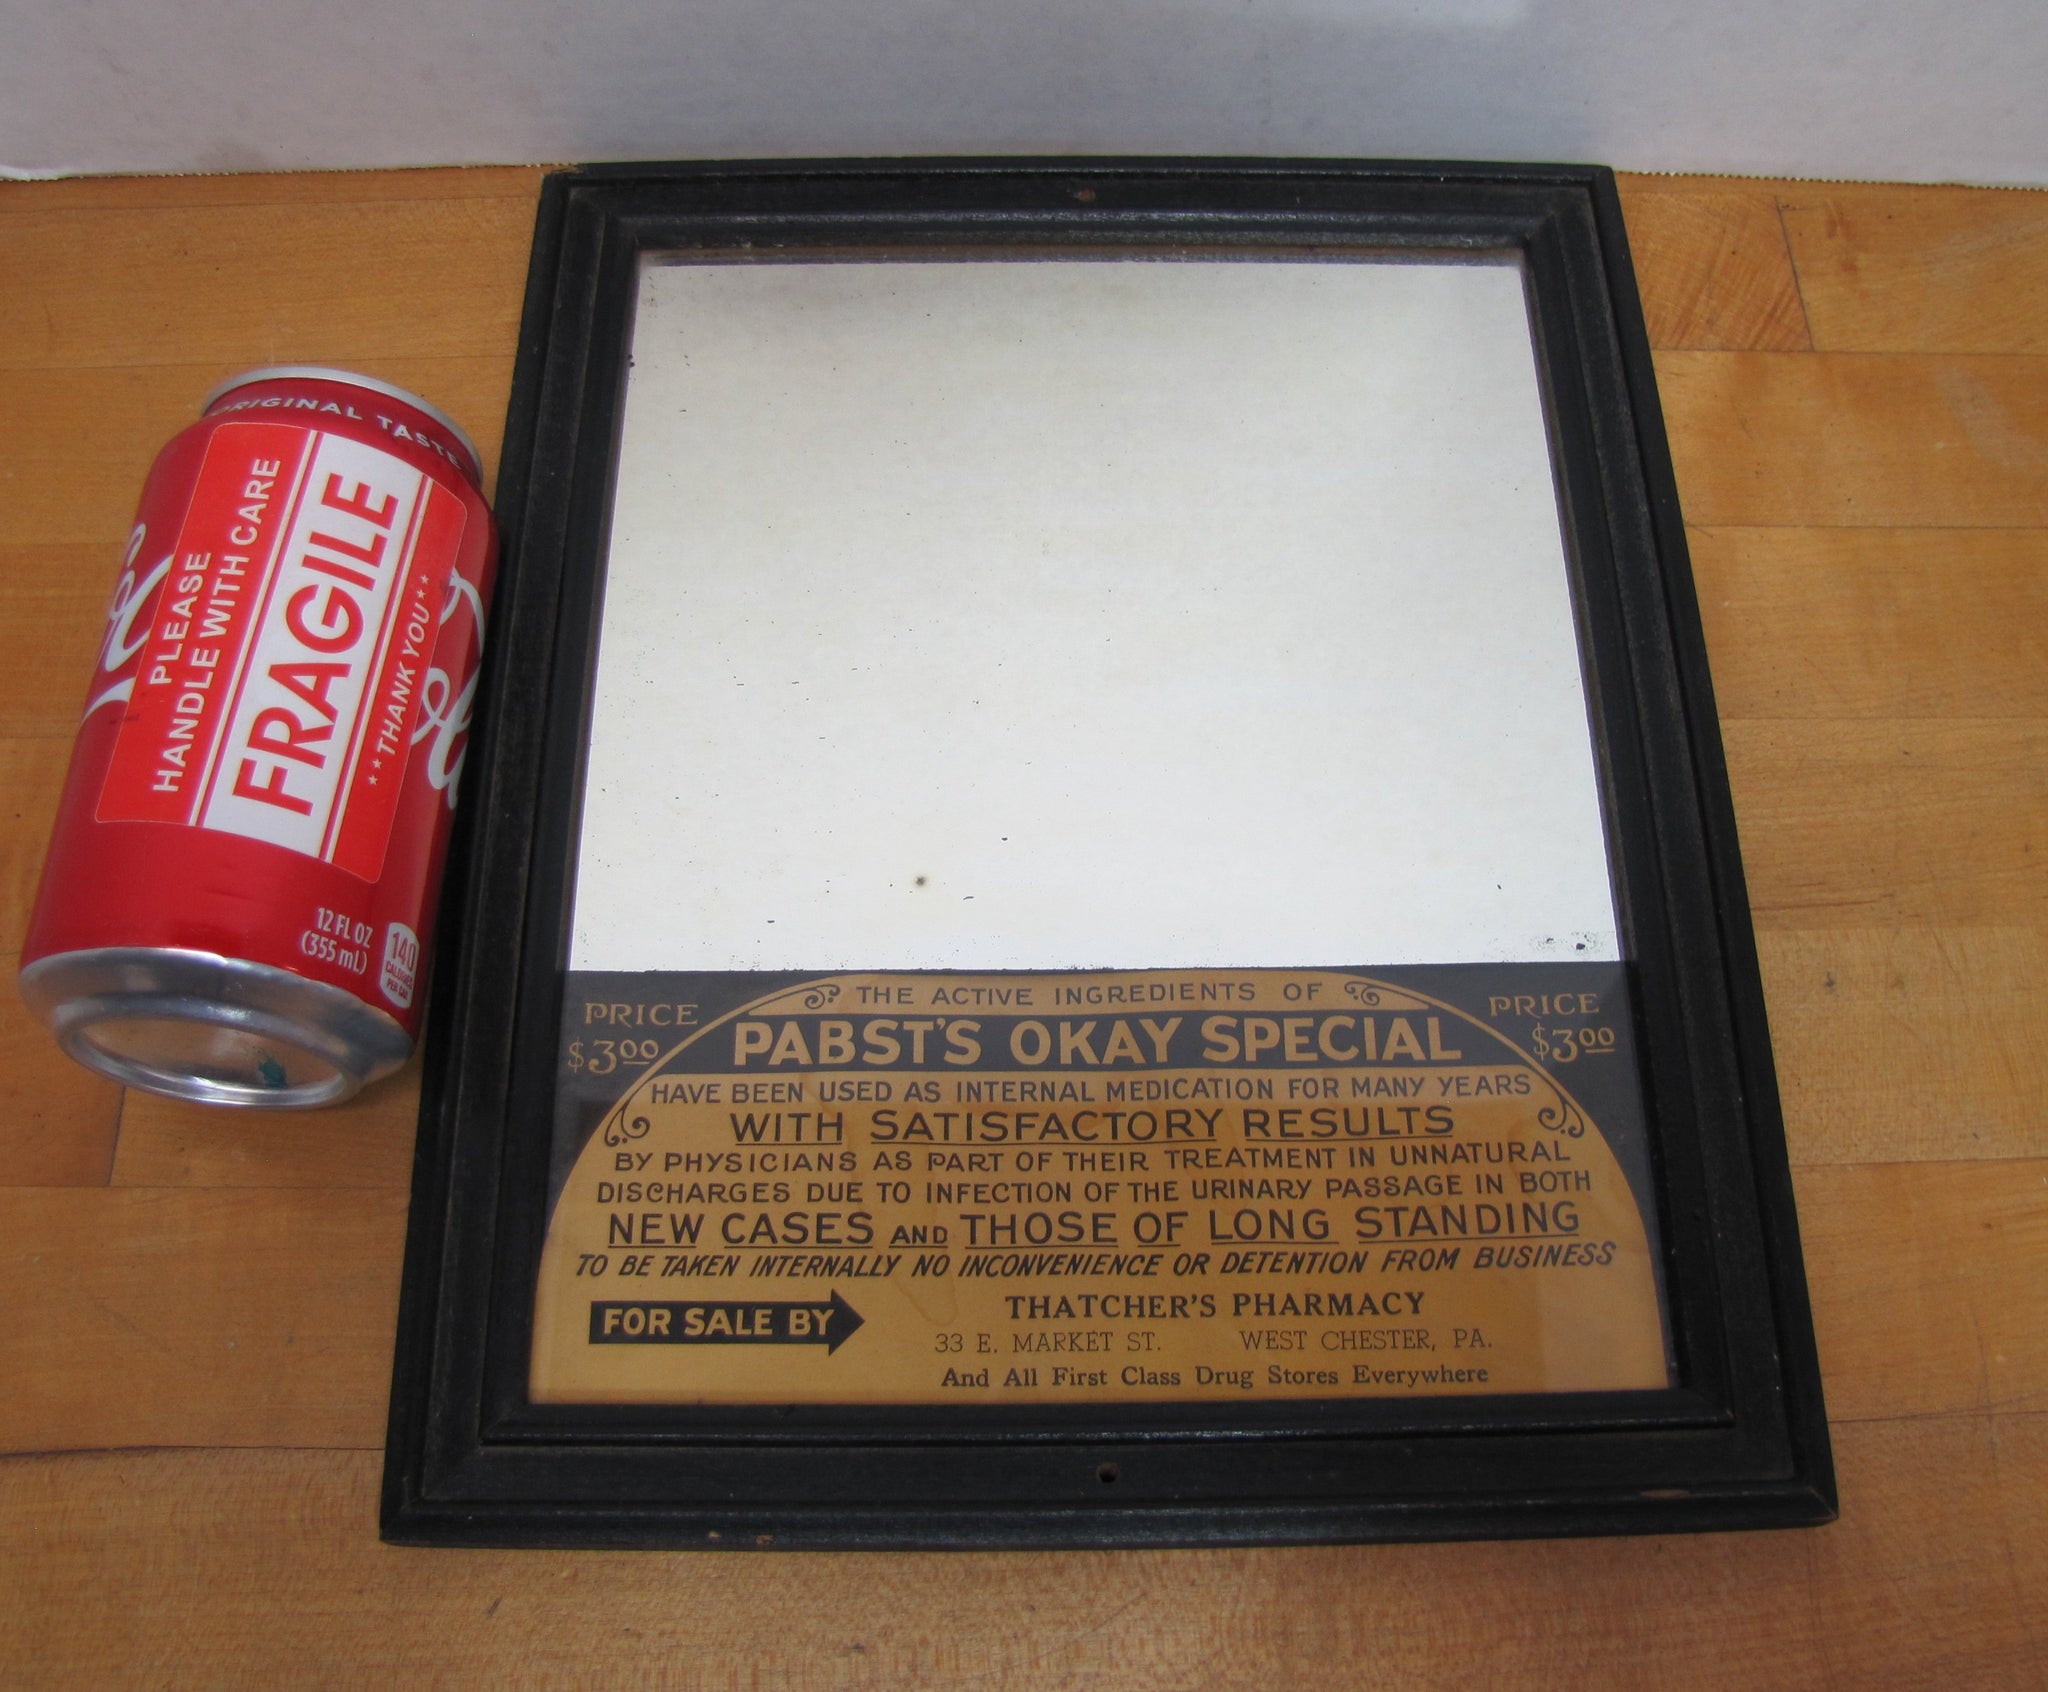 ORIGINAL TASTE
PLEASE
HANDLE WITH CARE
FRAGILE
**THANK YOU**
12 FL OZ
(355 mL)
140
CALORIES
PER CAN
PRICE
$3.00
THE ACTIVE INGREDIENTS OF
PRICE
$3.00
PABST'S OKAY SPECIAL
HAVE BEEN USED AS INTERNAL MEDICATION FOR MANY YEARS
WITH SATISFACTORY RESULTS
BY PHYSICIANS AS PART OF THEIR TREATMENT IN UNNATURAL
DISCHARGES DUE TO INFECTION OF THE URINARY PASSAGE IN BOTH
NEW CASES AND THOSE OF LONG STANDING
TO BE TAKEN INTERNALLY NO INCONVENIENCE OR DETENTION FROM BUSINESS
FOR SALE BY
THATCHER'S PHARMACY
33 E. MARKET ST. WEST CHESTER, PA.
And All First Class Drug Stores Everywhere